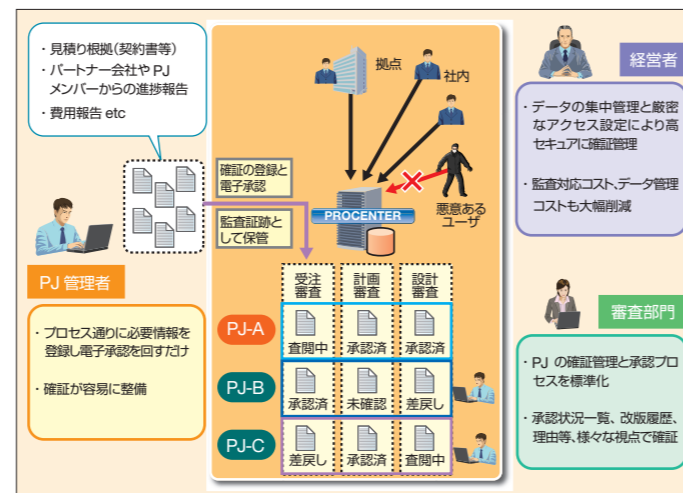 ・見積り根拠(契約書等)
・パートナー会社やPJ
メンバーからの進捗報告
・費用報告 etc
PJ 管理者
・プロセス通りに必要情報を
登録し電子承認を回すだけ
・確証が容易に整備
拠点
社内
確証の登録と
電子承認
監査証跡と
して保管
PROCENTER
悪意ある
ユーザ
受注
審査
計画
審査
設計
審査
PJ-A
査閲中
承認済
承認済
PJ-B
承認済
未確認
差戻し
PJ-C
差戻し
承認済
査閲中
経営者
・データの集中管理と厳密
なアクセス設定により高
セキュアに確証管理
・監査対応コスト、データ管理
コストも大幅削減
審査部門
・PJ の確証管理と承認プロ
セスを標準化
・承認状況一覧、改版履歴、
理由等、様々な視点で確証